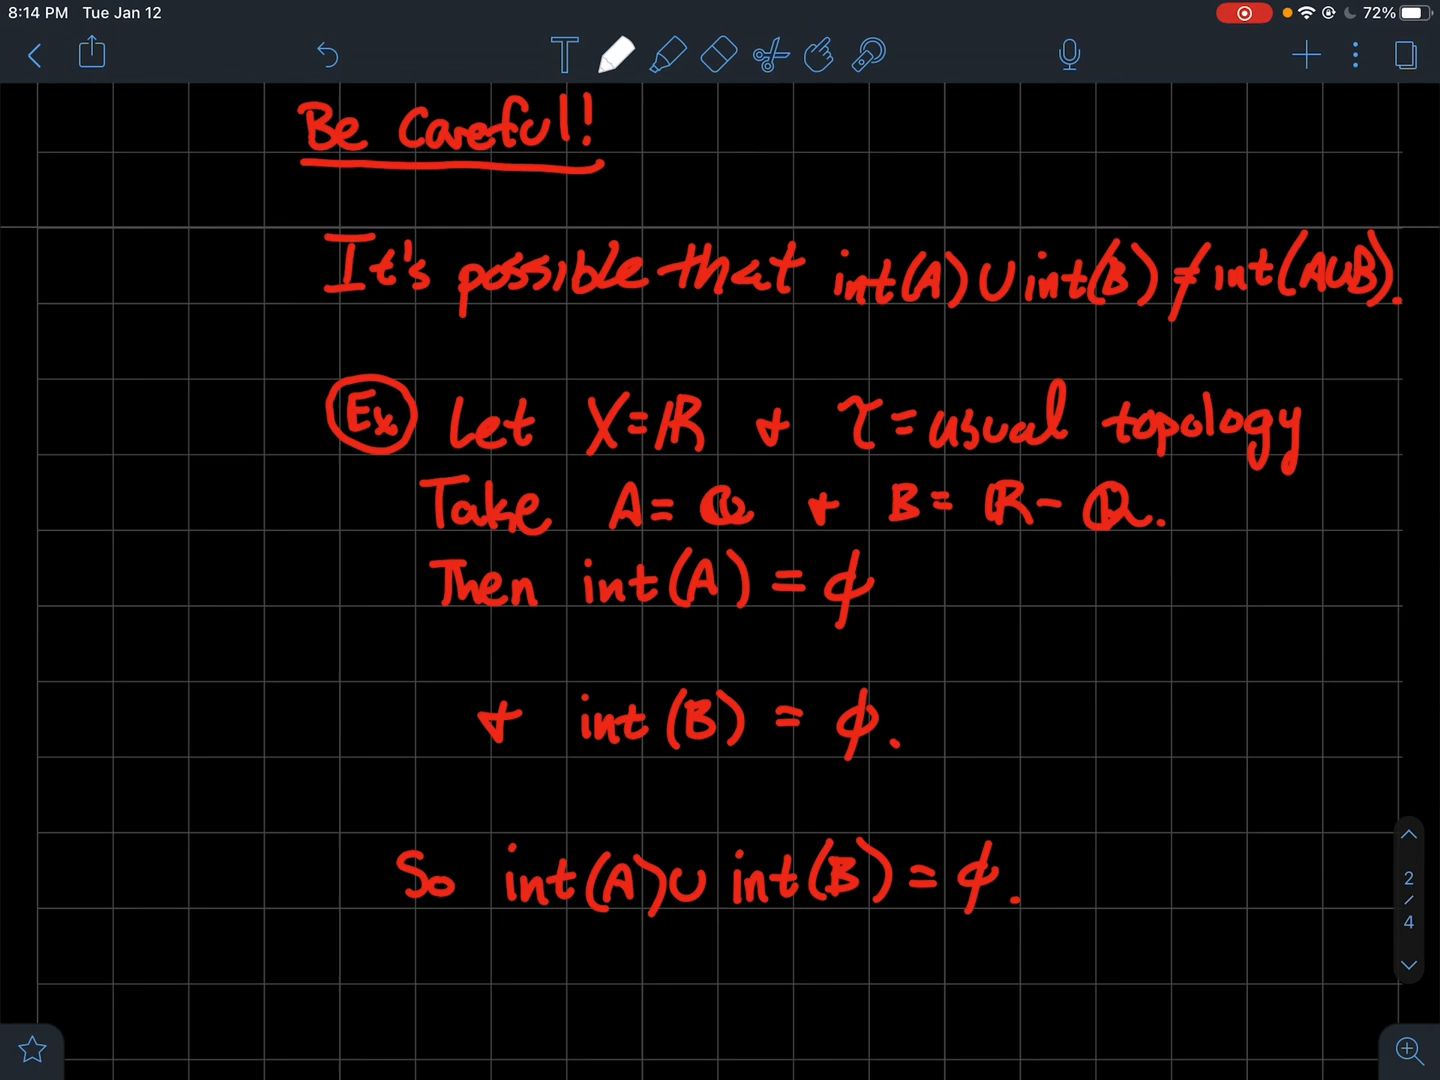 8:14 PM Tue Jan 12
72%
Be Careful!
It's possible that int(A) ∪ int(B) ≠ int(A∪B).
Ex Let X=ℝ & τ = usual topology
Take A = ℚ & B = ℝ - ℚ.
Then int(A) = ϕ
& int(B) = ϕ.
So int(A) ∪ int(B) = ϕ.
2
/
4